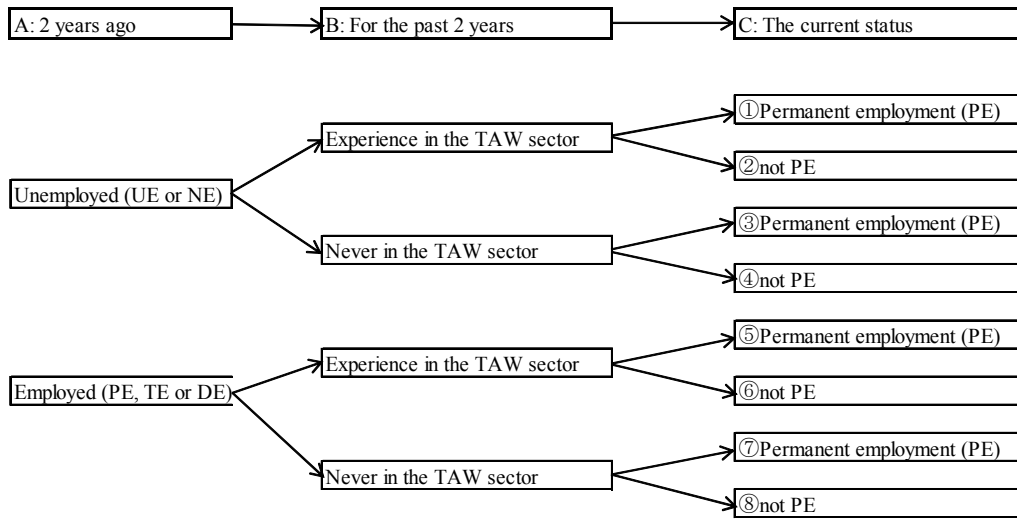 A: 2 years ago
B: For the past 2 years
C: The current status
①Permanent employment (PE)
Experience in the TAW sector
②not PE
Unemployed (UE or NE)
③Permanent employment (PE)
Never in the TAW sector
④not PE
⑤Permanent employment (PE)
Experience in the TAW sector
⑥not PE
Employed (PE, TE or DE)
⑦Permanent employment (PE)
Never in the TAW sector
⑧not PE